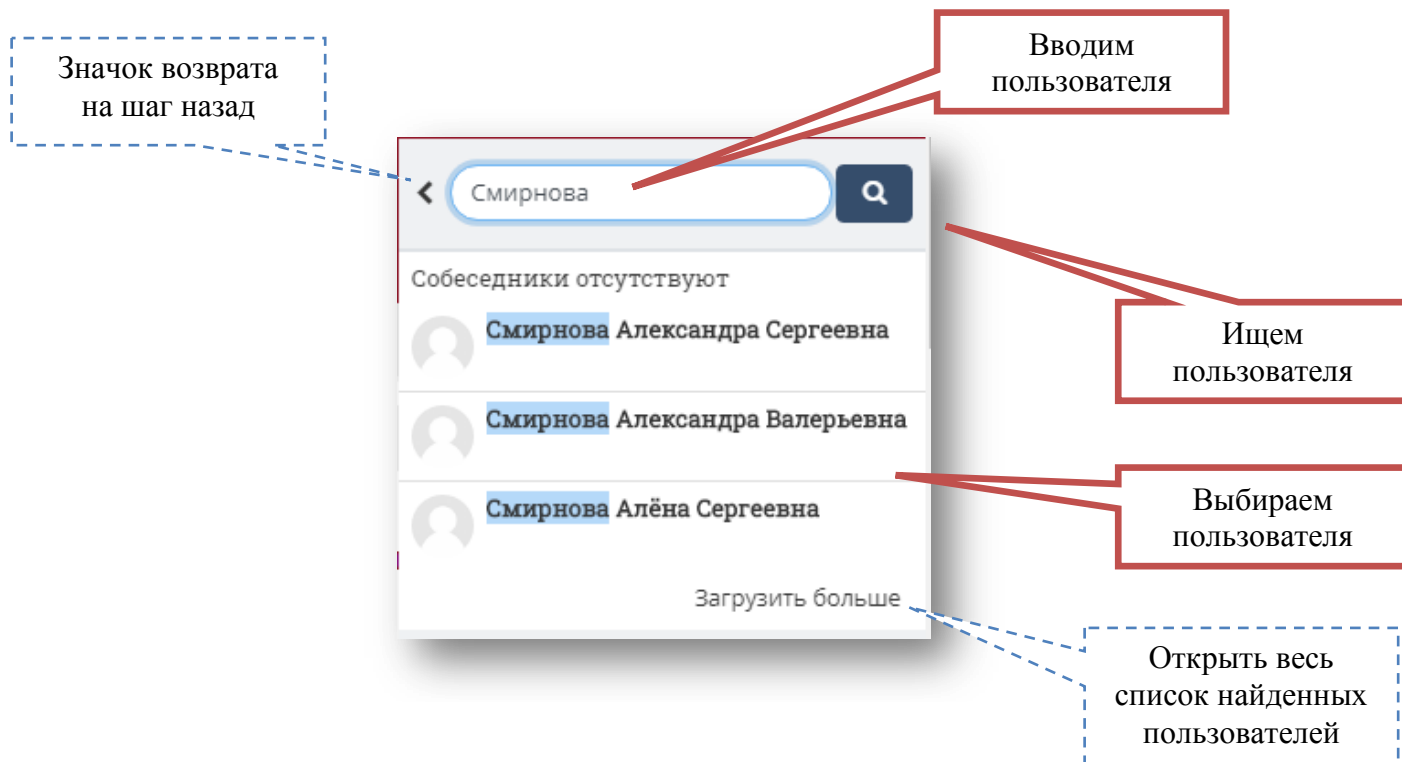 Вводим
пользователя
Значок возврата
на шаг назад
Смирнова
Собеседники отсутствуют
Смирнова Александра Сергеевна
Ищем
пользователя
Смирнова Александра Валерьевна
Смирнова Алёна Сергеевна
Выбираем
пользователя
Загрузить больше
Открыть весь
список найденных
пользователей